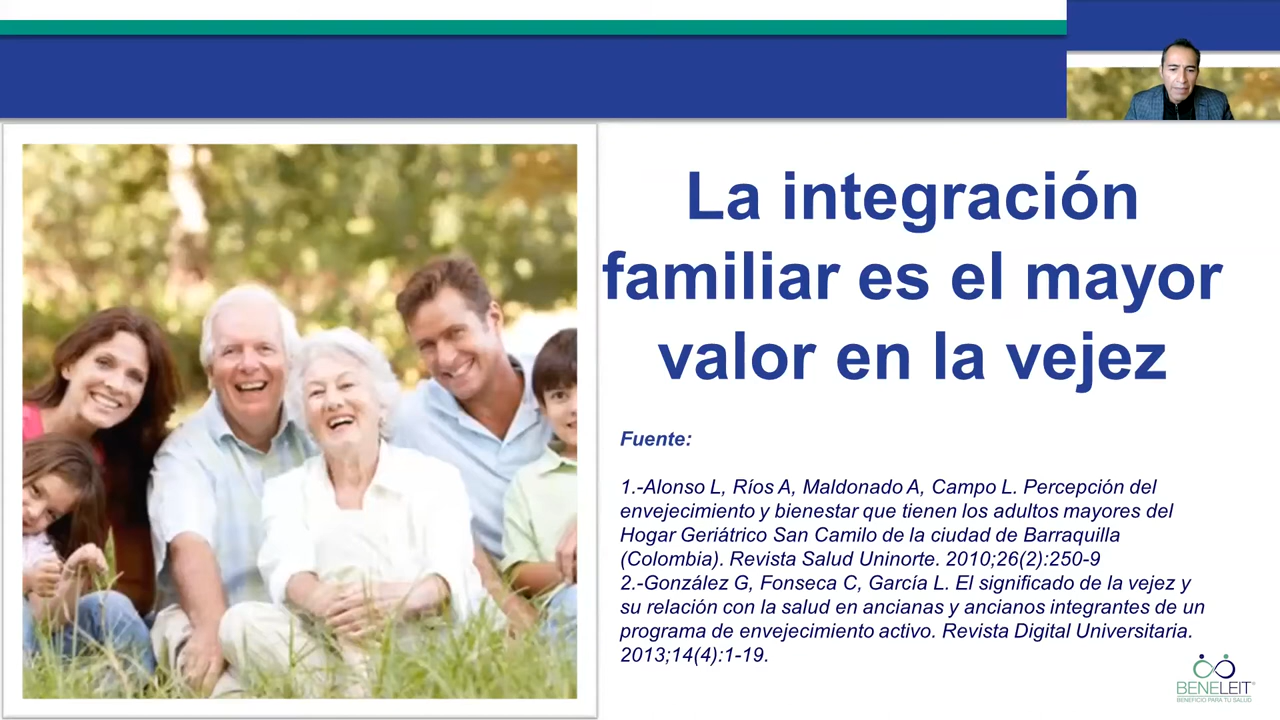 La integración
familiar es el mayor
valor en la vejez
Fuente:
1.-Alonso L, Ríos A, Maldonado A, Campo L. Percepción del
envejecimiento y bienestar que tienen los adultos mayores del
Hogar Geriátrico San Camilo de la ciudad de Barraquilla
(Colombia). Revista Salud Uninorte. 2010;26(2):250-9
2.-González G, Fonseca C, García L. El significado de la vejez y
su relación con la salud en ancianas y ancianos integrantes de un
programa de envejecimiento activo. Revista Digital Universitaria.
2013;14(4):1-19.
BENELEIT
BENEFICIO PARA TU SALUD